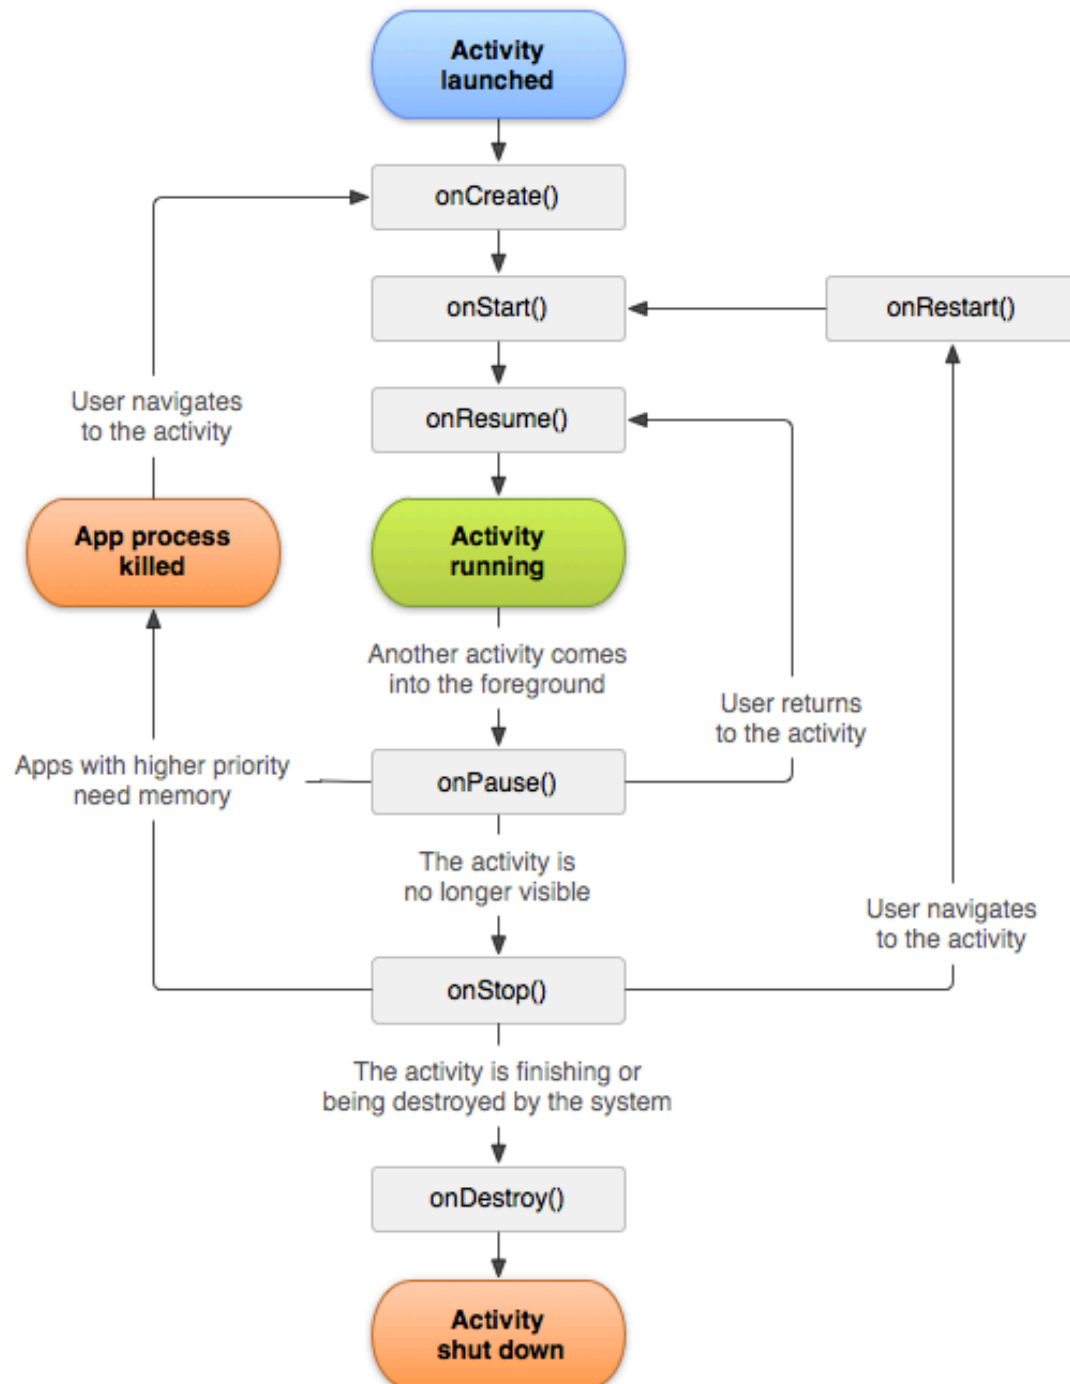 Activity
launched
onCreate()
onStart()
onRestart()
onResume()
User navigates
to the activity
App process
killed
Activity
running
Another activity comes
into the foreground
User returns
to the activity
Apps with higher priority
need memory
onPause()
The activity is
no longer visible
User navigates
to the activity
onStop()
The activity is finishing or
being destroyed by the system
onDestroy()
Activity
shut down